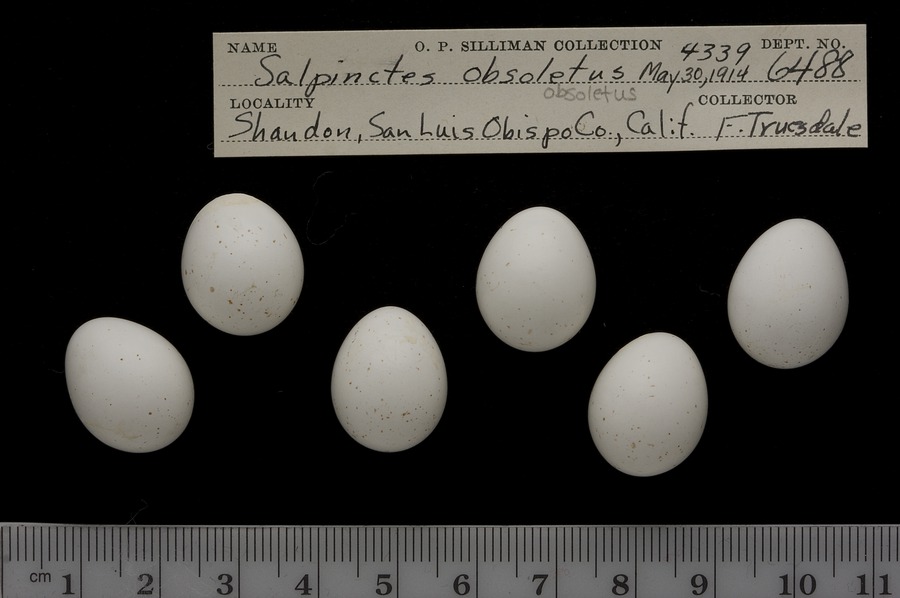 NAME O. P. SILLIMAN COLLECTION 4339 DEPT. NO.
Salpinctes obsoletus May, 30, 1914 6488
obsoletus
LOCALITY COLLECTOR
Shandon, San Luis Obispo Co., Calif. F. Truesdale
cm 1 2 3 4 5 6 7 8 9 10 11